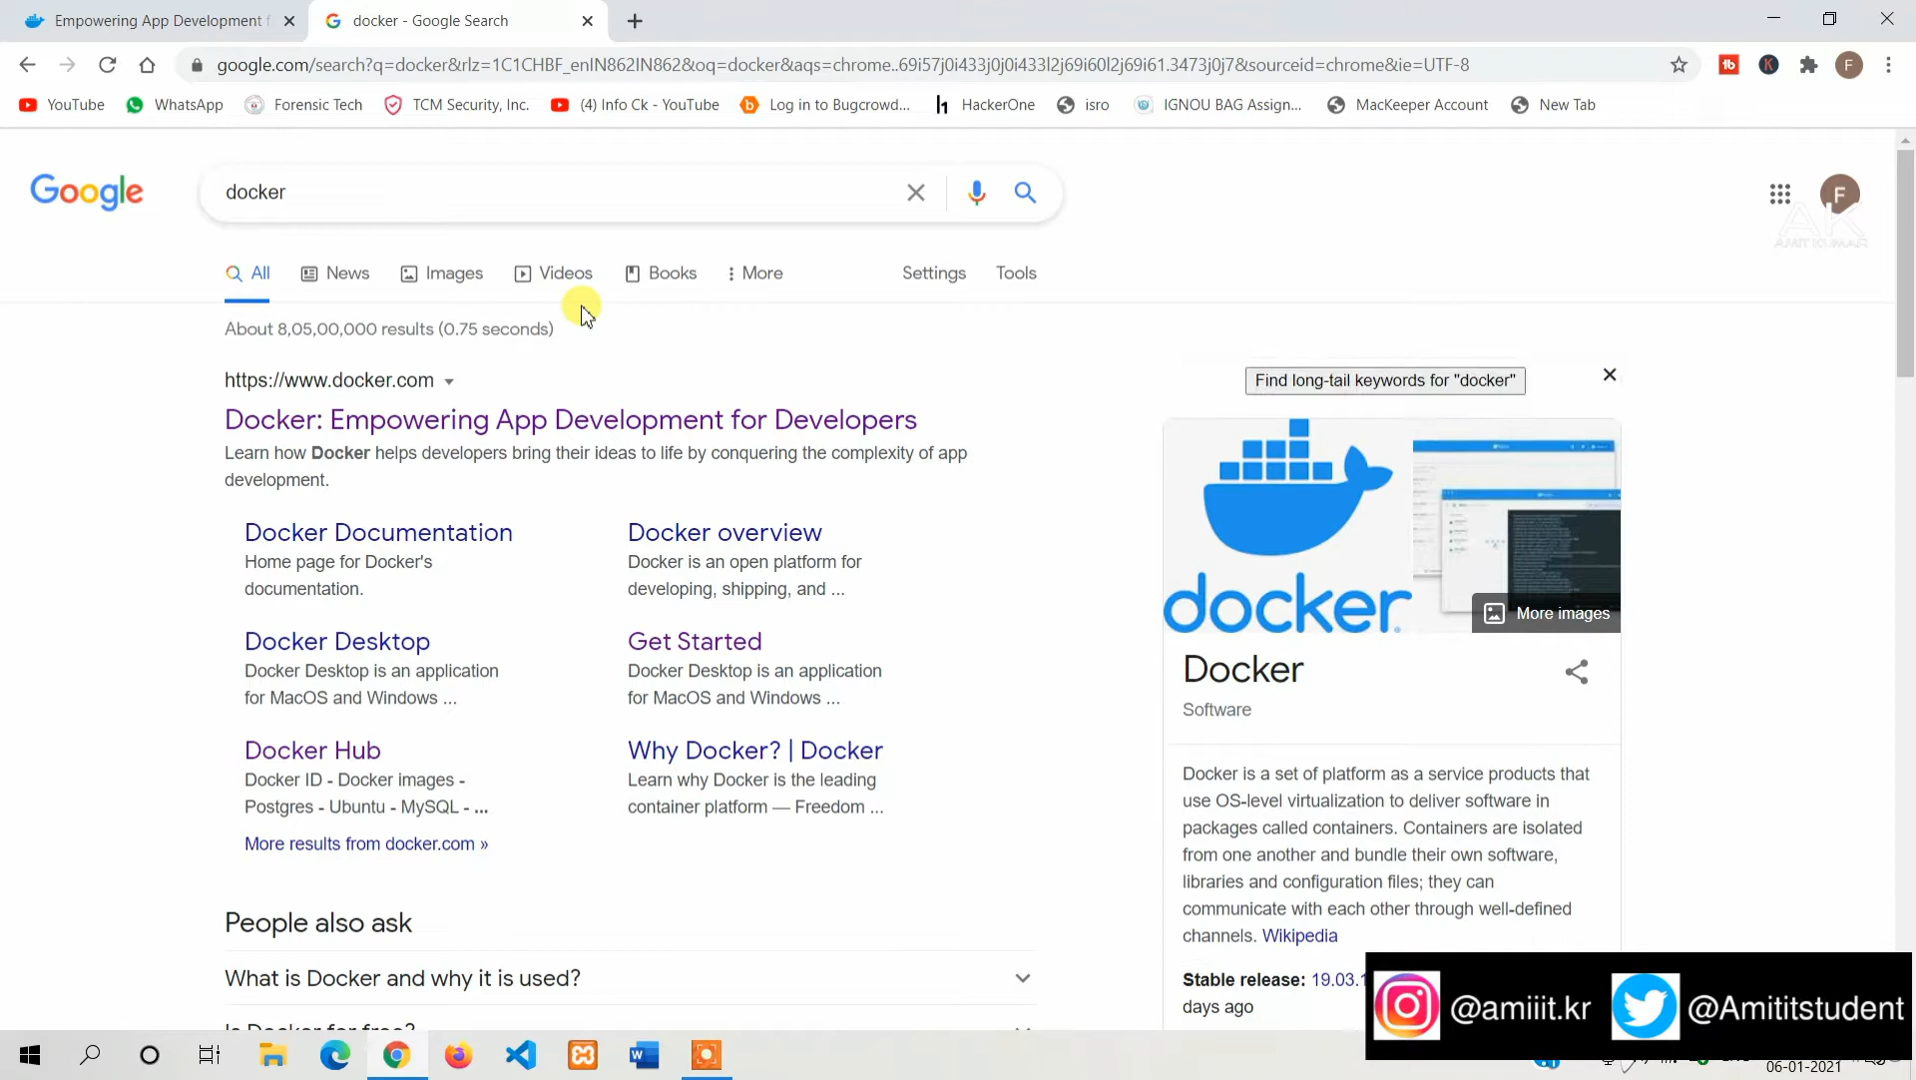 Empowering App Development f
docker - Google Search
google.com/search?q=docker&rlz=1C1CHBF_enIN862IN862&oq=docker&aqs=chrome..69i57j0i433j0j0i433l2j69i60l2j69i61.3473j0j7&sourceid=chrome&ie=UTF-8
F
YouTube
WhatsApp
Forensic Tech
TCM Security, Inc.
(4) Info Ck - YouTube
Log in to Bugcrowd...
HackerOne
isro
IGNOU BAG Assign...
MacKeeper Account
New Tab
Google
docker
F
AK
AMIT KUMAR
All
News
Images
Videos
Books
More
Settings
Tools
About 8,05,00,000 results (0.75 seconds)
https://www.docker.com
Docker: Empowering App Development for Developers
Learn how Docker helps developers bring their ideas to life by conquering the complexity of app
development.
Docker Documentation
Home page for Docker's
documentation.
Docker overview
Docker is an open platform for
developing, shipping, and ...
Docker Desktop
Docker Desktop is an application
for MacOS and Windows ...
Get Started
Docker Desktop is an application
for MacOS and Windows ...
Docker Hub
Docker ID - Docker images -
Postgres - Ubuntu - MySQL - ...
Why Docker? | Docker
Learn why Docker is the leading
container platform — Freedom ...
More results from docker.com »
People also ask
What is Docker and why it is used?
Is Docker for free?
Find long-tail keywords for "docker"
docker
More images
Docker
Software
Docker is a set of platform as a service products that
use OS-level virtualization to deliver software in
packages called containers. Containers are isolated
from one another and bundle their own software,
libraries and configuration files; they can
communicate with each other through well-defined
channels. Wikipedia
Stable release: 19.03.1
days ago
@amiiit.kr
@Amititstudent
06-01-2021